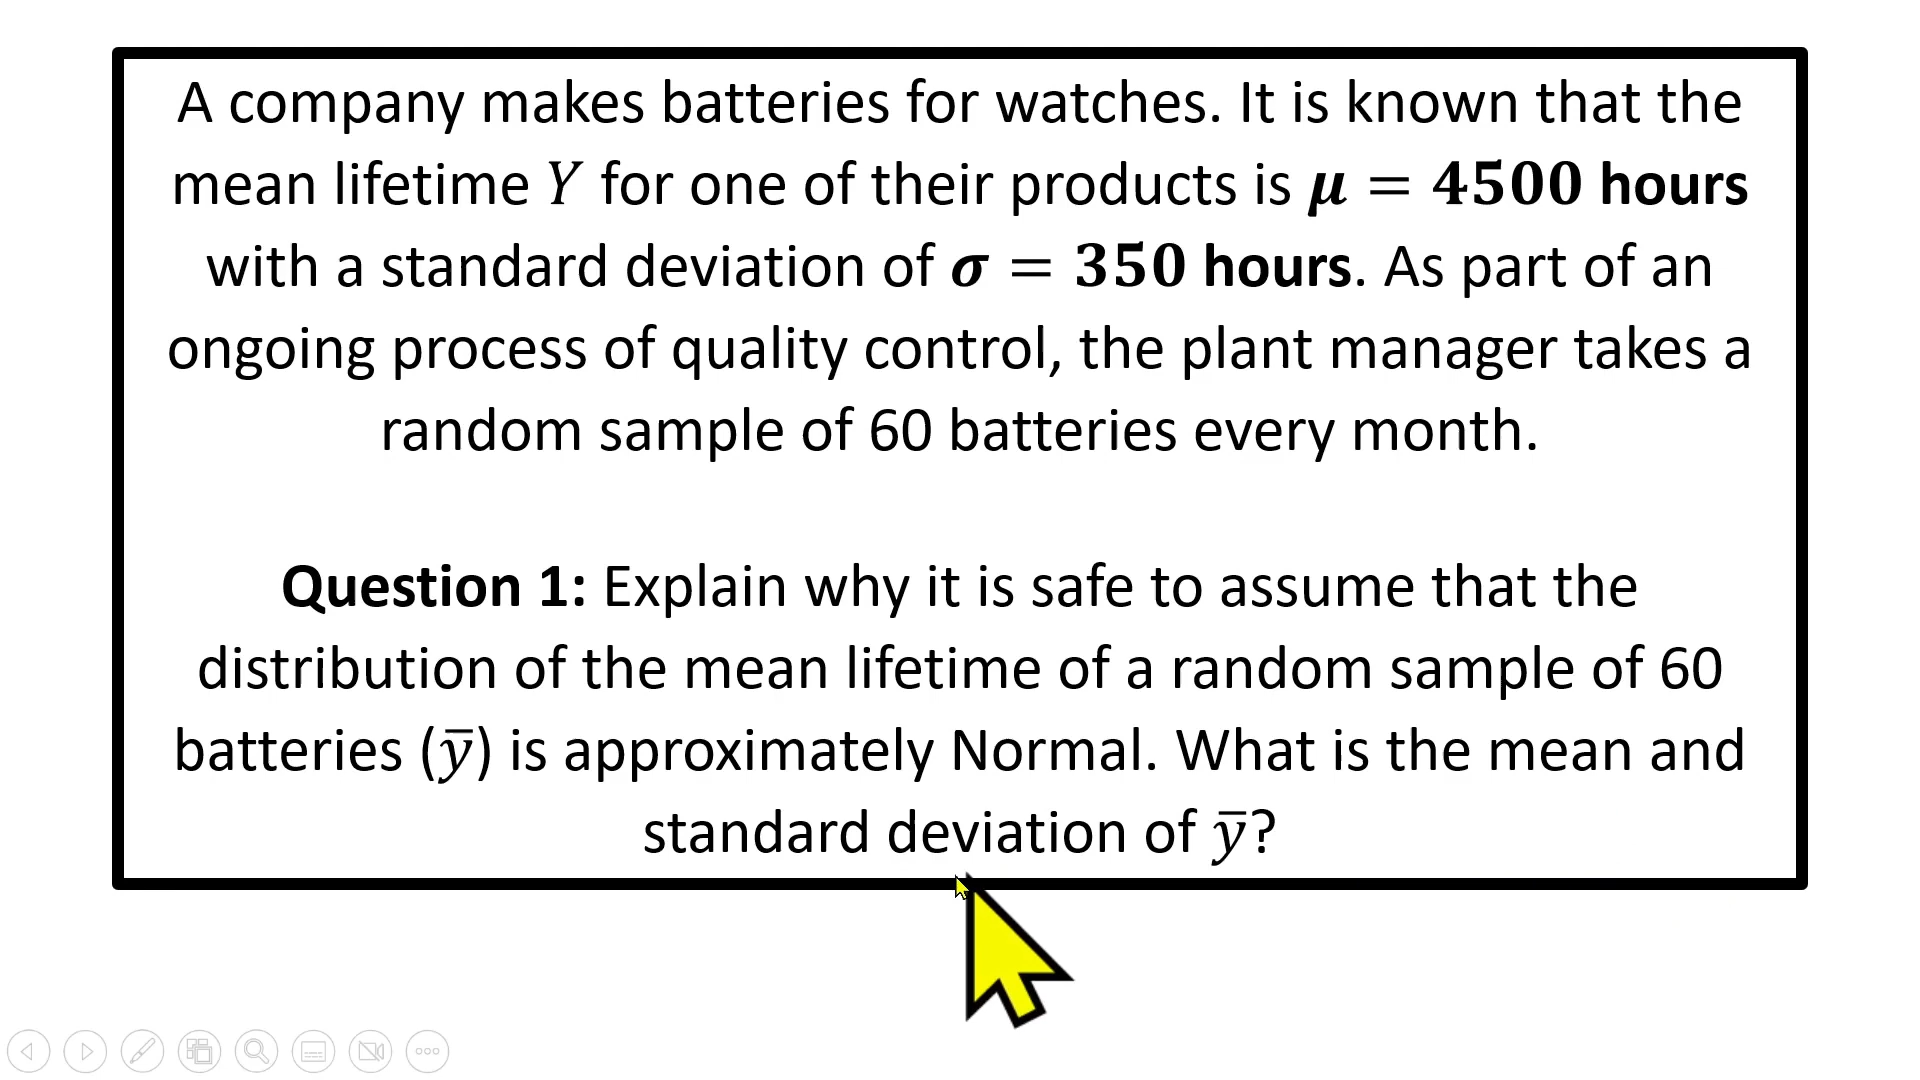 A company makes batteries for watches. It is known that the
mean lifetime 𝑌 for one of their products is 𝝁 = 𝟒𝟓𝟎𝟎 hours
with a standard deviation of 𝝈 = 𝟑𝟓𝟎 hours. As part of an
ongoing process of quality control, the plant manager takes a
random sample of 60 batteries every month.
Question 1: Explain why it is safe to assume that the
distribution of the mean lifetime of a random sample of 60
batteries (ȳ) is approximately Normal. What is the mean and
standard deviation of ȳ?